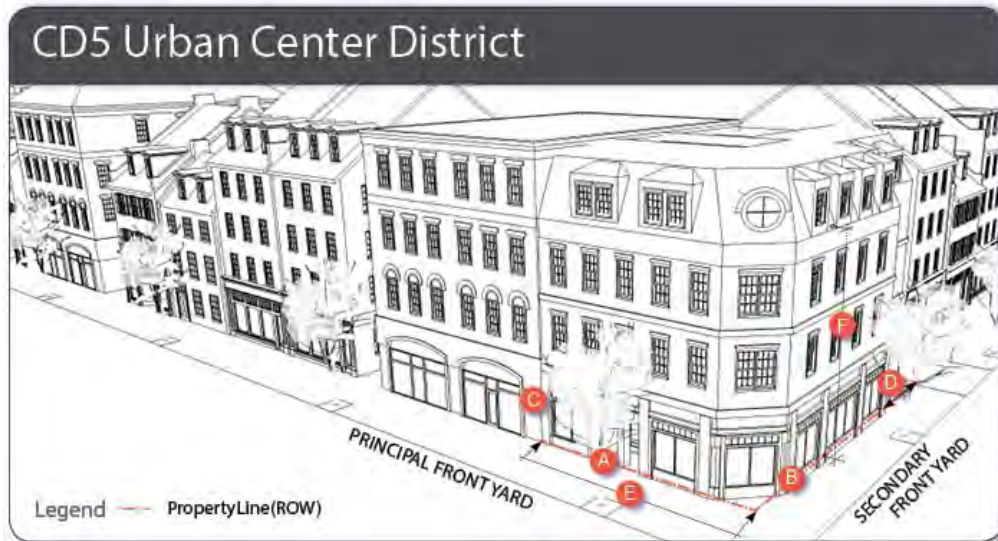 CD5 Urban Center District
F
D
C
A
B
E
PRINCIPAL FRONT YARD
SECONDARY
FRONT YARD
Legend PropertyLine(ROW)